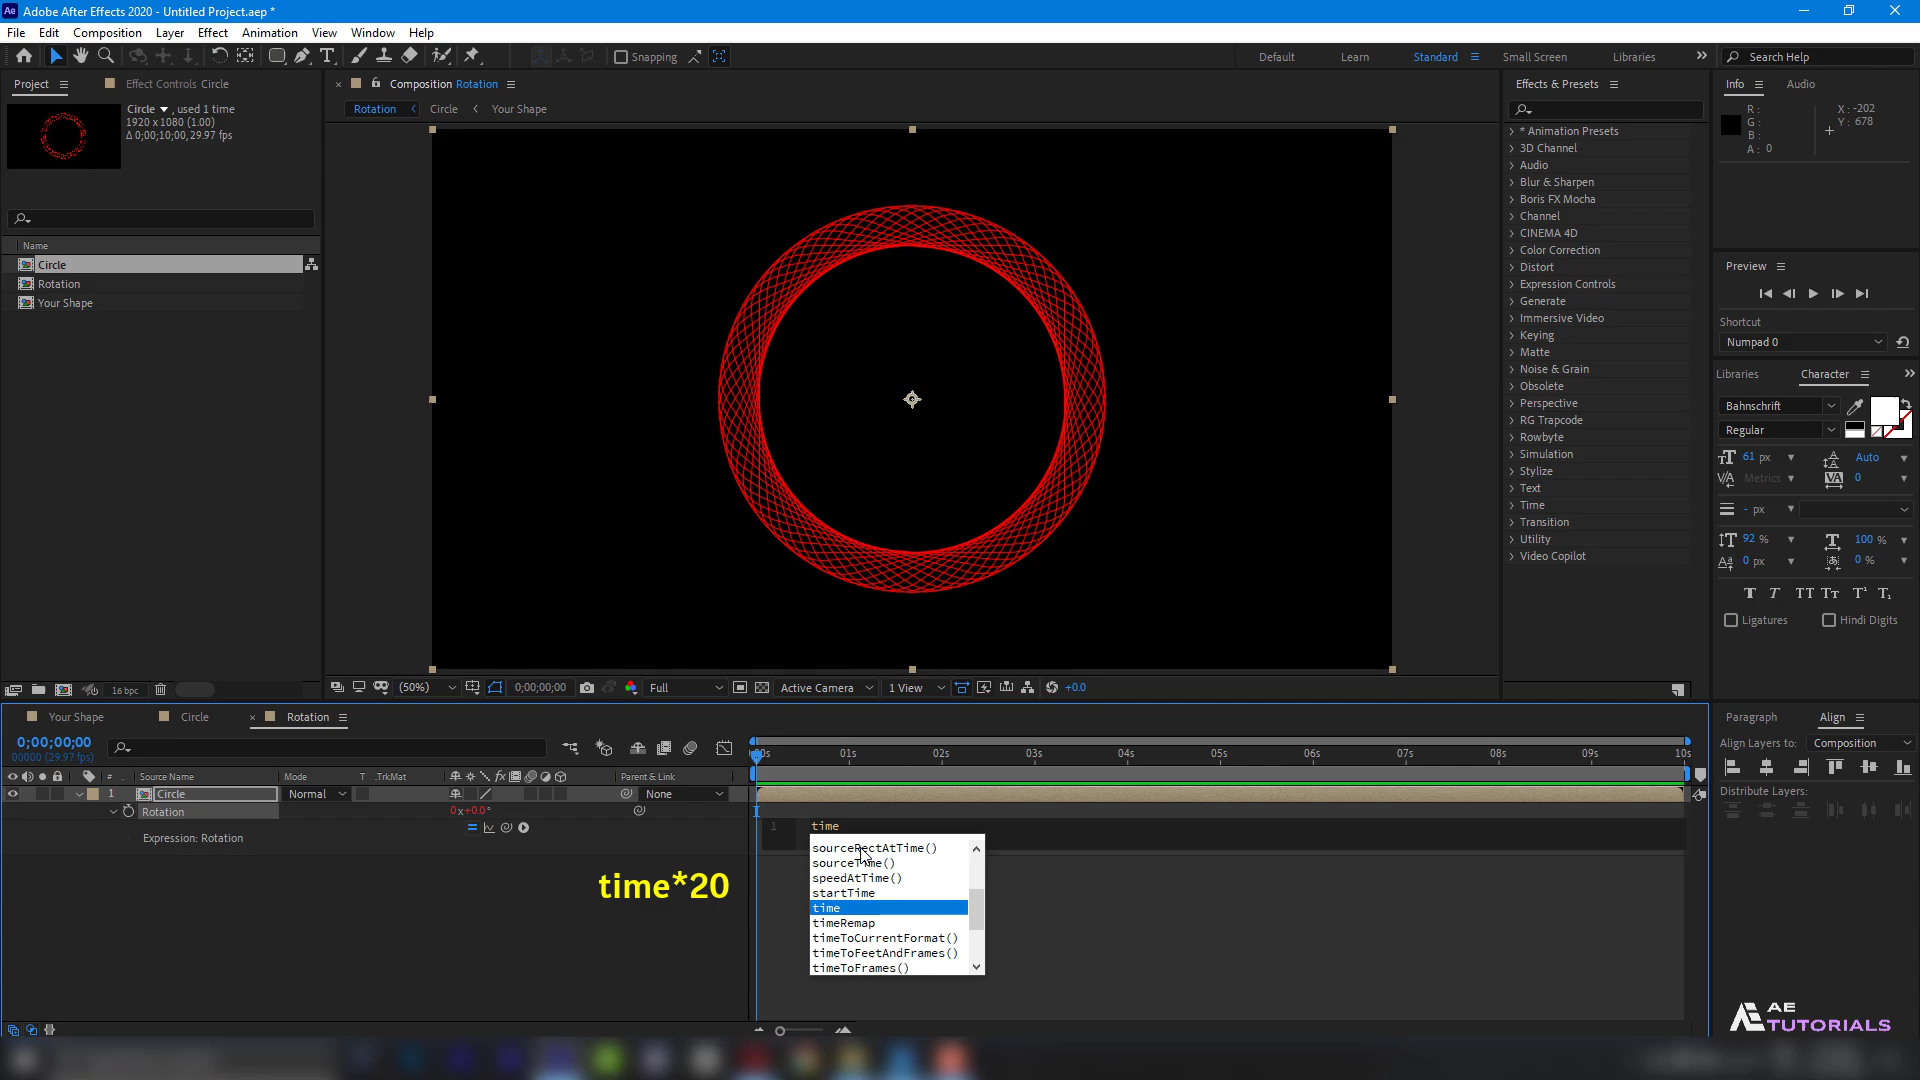 Ae Adobe After Effects 2020 - Untitled Project.aep *
File Edit Composition Layer Effect Animation View Window Help
Snapping Default Learn Standard Small Screen Libraries Search Help
Project Effect Controls Circle
Circle , used 1 time
1920 x 1080 (1.00)
Δ 0;00;10;00, 29.97 fps
Name
Circle
Rotation
Your Shape
16 bpc
Composition Rotation
Rotation Circle Your Shape
(50%) 0;00;00;00 Full Active Camera 1 View +0.0
Effects & Presets
* Animation Presets
3D Channel
Audio
Blur & Sharpen
Boris FX Mocha
Channel
CINEMA 4D
Color Correction
Distort
Expression Controls
Generate
Immersive Video
Keying
Matte
Noise & Grain
Obsolete
Perspective
RG Trapcode
Rowbyte
Simulation
Stylize
Text
Time
Transition
Utility
Video Copilot
Info Audio
R : X : -202
G : Y : 678
B :
A : 0
Preview
Shortcut
Numpad 0
Libraries Character
Bahnschrift
Regular
61 px Auto
Metrics 0
- px
92 % 100 %
0 px 0 %
Ligatures Hindi Digits
Your Shape Circle Rotation
0;00;00;00
00000 (29.97 fps)
:00s 01s 02s 03s 04s 05s 06s 07s 08s 09s 10s
# Source Name Mode T .TrkMat Parent & Link
1 Circle Normal None
Rotation 0x+0.0°
Expression: Rotation
1 time
sourceRectAtTime()
sourceTime()
speedAtTime()
startTime
time
timeRemap
timeToCurrentFormat()
timeToFeetAndFrames()
timeToFrames()
time*20
Paragraph Align
Align Layers to: Composition
Distribute Layers:
AE
TUTORIALS